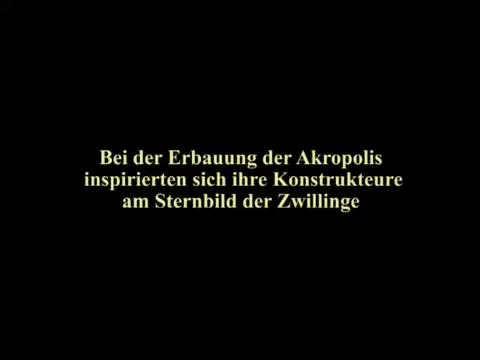 Bei der Erbauung der Akropolis
inspirierten sich ihre Konstrukteure
am Sternbild der Zwillinge